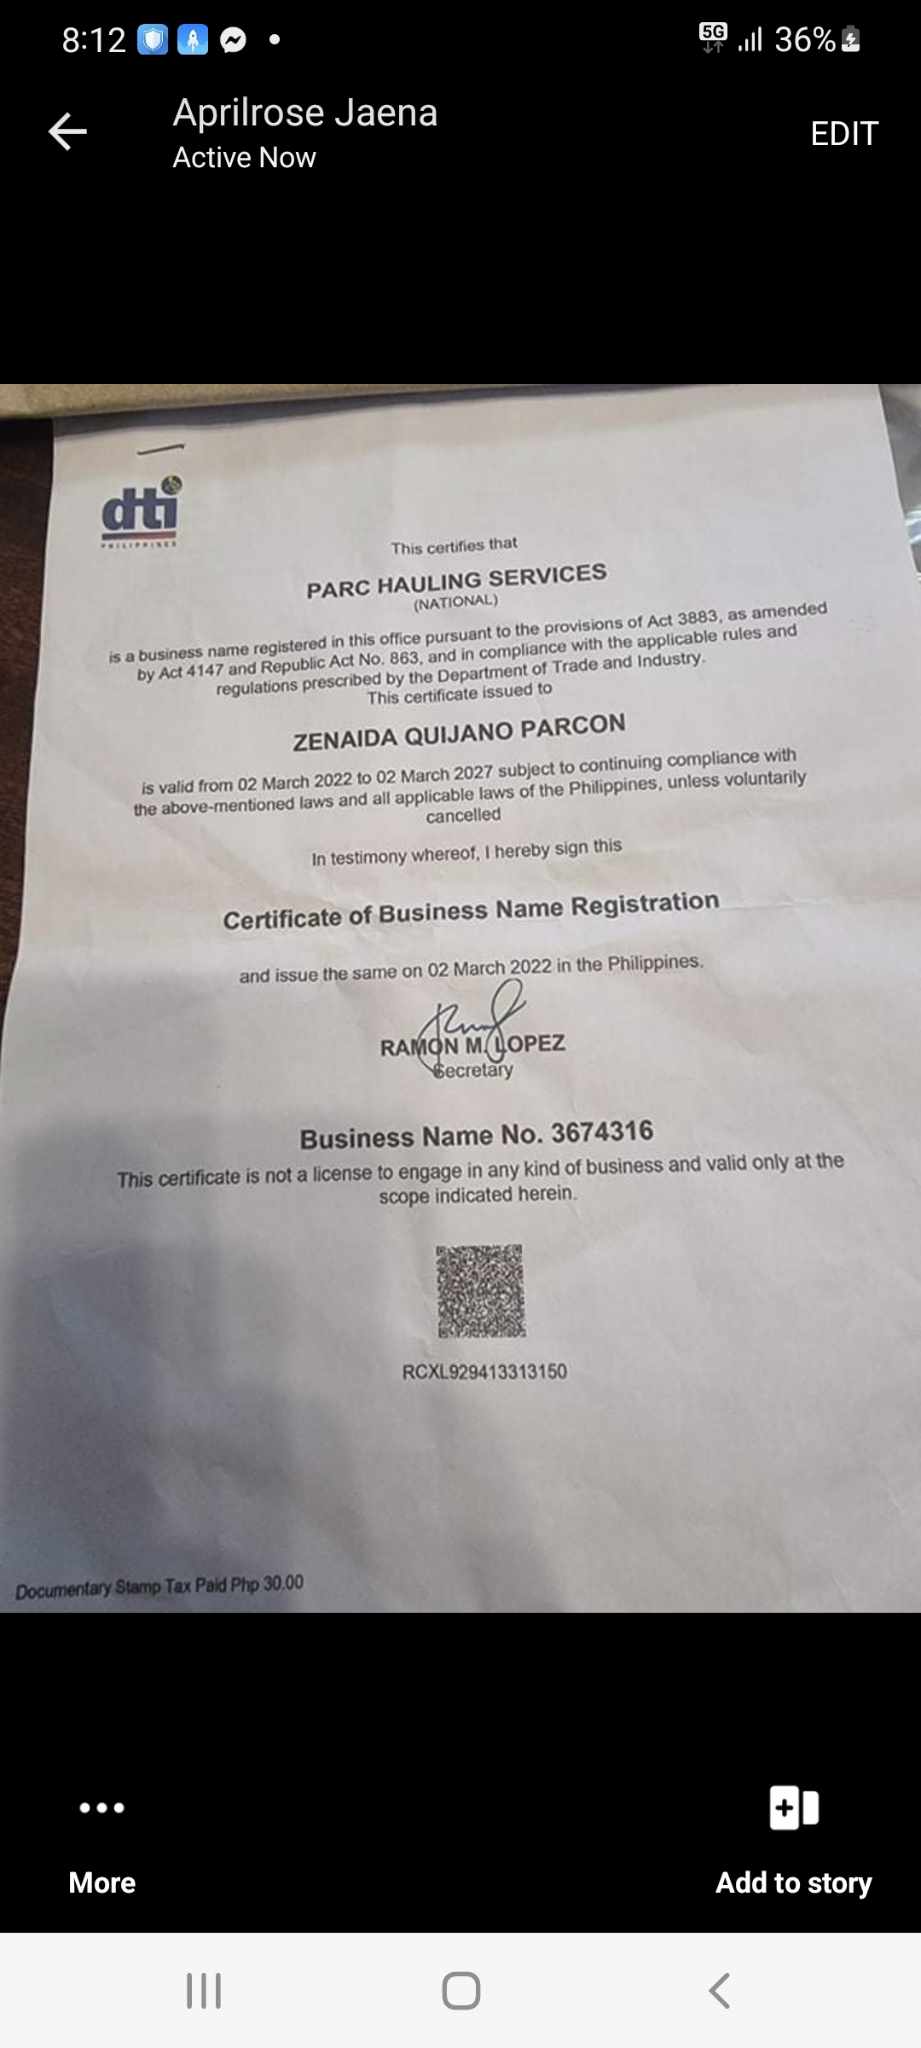 8:12
5G
36%
Aprilrose Jaena
Active Now
EDIT
dti
PHILIPPINES
This certifies that
PARC HAULING SERVICES
(NATIONAL)
is a business name registered in this office pursuant to the provisions of Act 3883, as amended
by Act 4147 and Republic Act No. 863, and in compliance with the applicable rules and
regulations prescribed by the Department of Trade and Industry.
This certificate issued to
ZENAIDA QUIJANO PARCON
is valid from 02 March 2022 to 02 March 2027 subject to continuing compliance with
the above-mentioned laws and all applicable laws of the Philippines, unless voluntarily
cancelled
In testimony whereof, I hereby sign this
Certificate of Business Name Registration
and issue the same on 02 March 2022 in the Philippines.
RAMON M. LOPEZ
Secretary
Business Name No. 3674316
This certificate is not a license to engage in any kind of business and valid only at the
scope indicated herein.
RCXL929413313150
Documentary Stamp Tax Paid Php 30.00
More
Add to story